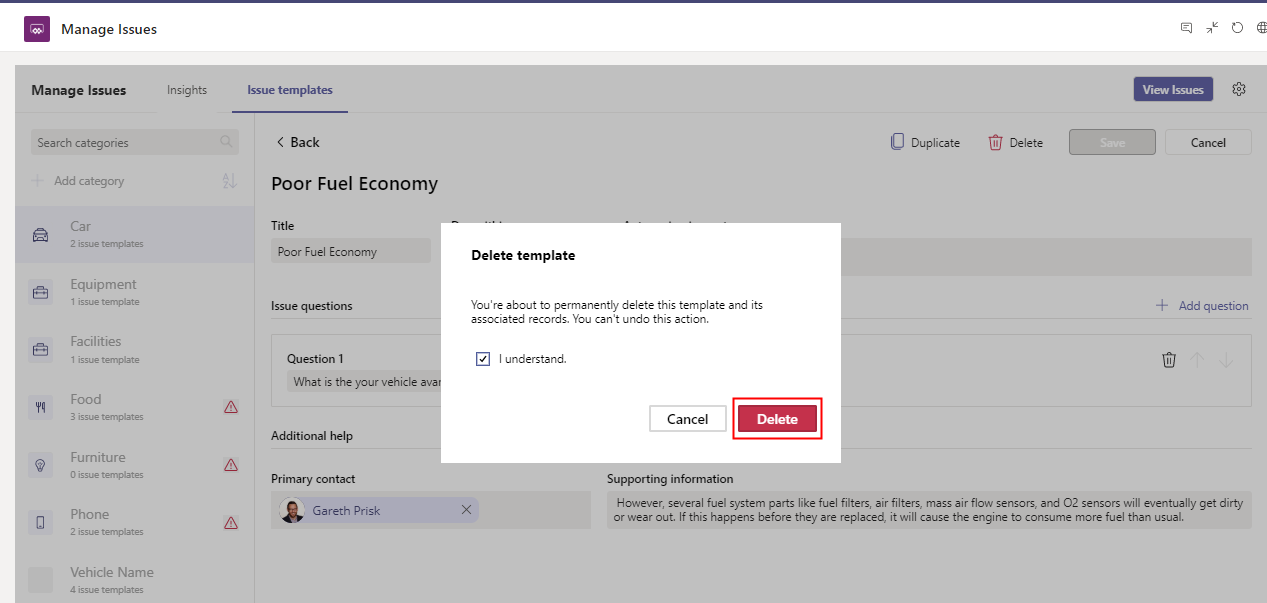 Manage Issues
Manage Issues
Insights
Issue templates
View Issues
Search categories
Add category
Car
2 issue templates
Equipment
1 issue template
Facilities
1 issue template
Food
3 issue templates
Furniture
0 issue templates
Phone
2 issue templates
Vehicle Name
4 issue templates
Back
Duplicate
Delete
Save
Cancel
Poor Fuel Economy
Title
Poor Fuel Economy
Issue questions
Add question
Question 1
What is the your vehicle
Additional help
Primary contact
Gareth Prisk
Supporting information
However, several fuel system parts like fuel filters, air filters, mass air flow sensors, and O2 sensors will eventually get dirty
or wear out. If this happens before they are replaced, it will cause the engine to consume more fuel than usual.
Delete template
You're about to permanently delete this template and its
associated records. You can't undo this action.
I understand.
Cancel
Delete